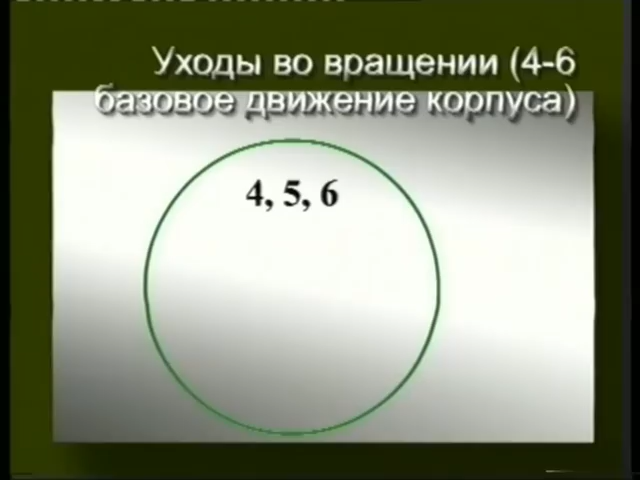 Уходы во вращении (4-6
базовое движение корпуса)
4, 5, 6